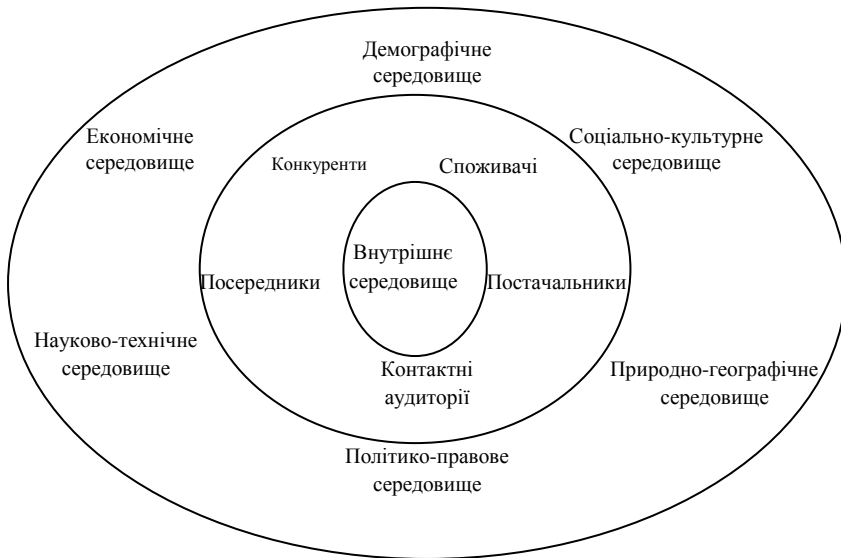 Демографічне
середовище
Економічне
середовище
Соціально-культурне
середовище
Конкуренти
Споживачі
Внутрішнє
середовище
Посередники
Постачальники
Науково-технічне
середовище
Контактні
аудиторії
Природно-географічне
середовище
Політико-правове
середовище